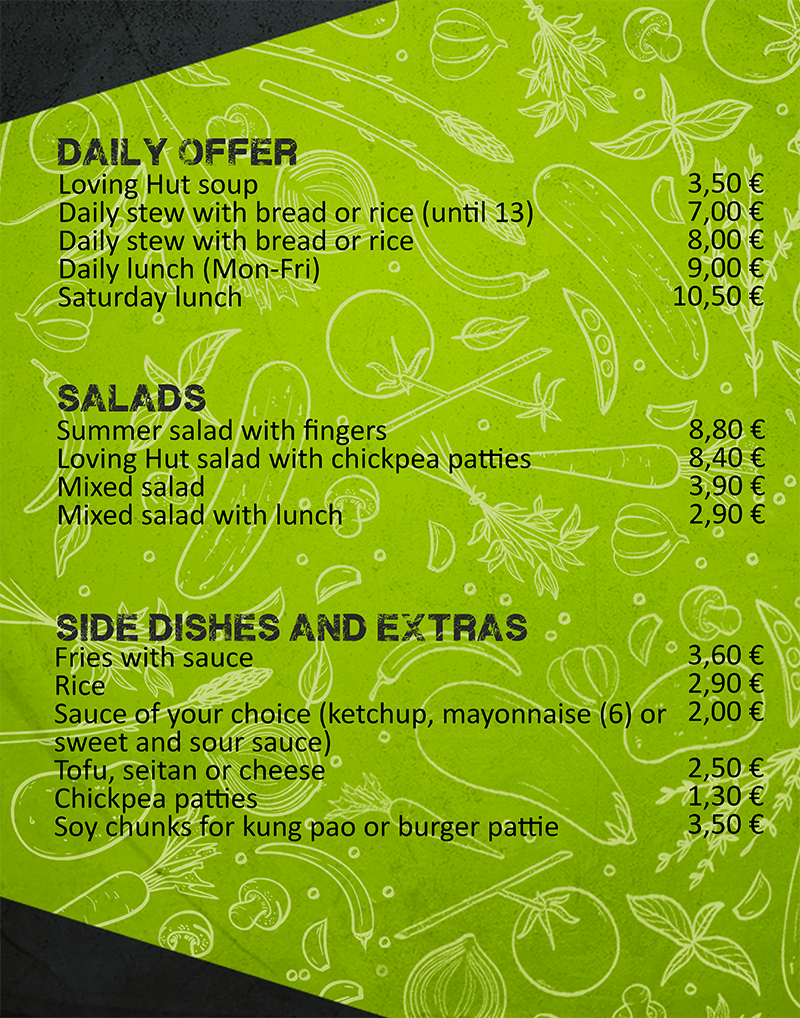 DAILY OFFER
Loving Hut soup 3,50 €
Daily stew with bread or rice (until 13) 7,00 €
Daily stew with bread or rice 8,00 €
Daily lunch (Mon-Fri) 9,00 €
Saturday lunch 10,50 €
SALADS
Summer salad with fingers 8,80 €
Loving Hut salad with chickpea patties 8,40 €
Mixed salad 3,90 €
Mixed salad with lunch 2,90 €
SIDE DISHES AND EXTRAS
Fries with sauce 3,60 €
Rice 2,90 €
Sauce of your choice (ketchup, mayonnaise (6) or 2,00 €
sweet and sour sauce)
Tofu, seitan or cheese 2,50 €
Chickpea patties 1,30 €
Soy chunks for kung pao or burger pattie 3,50 €